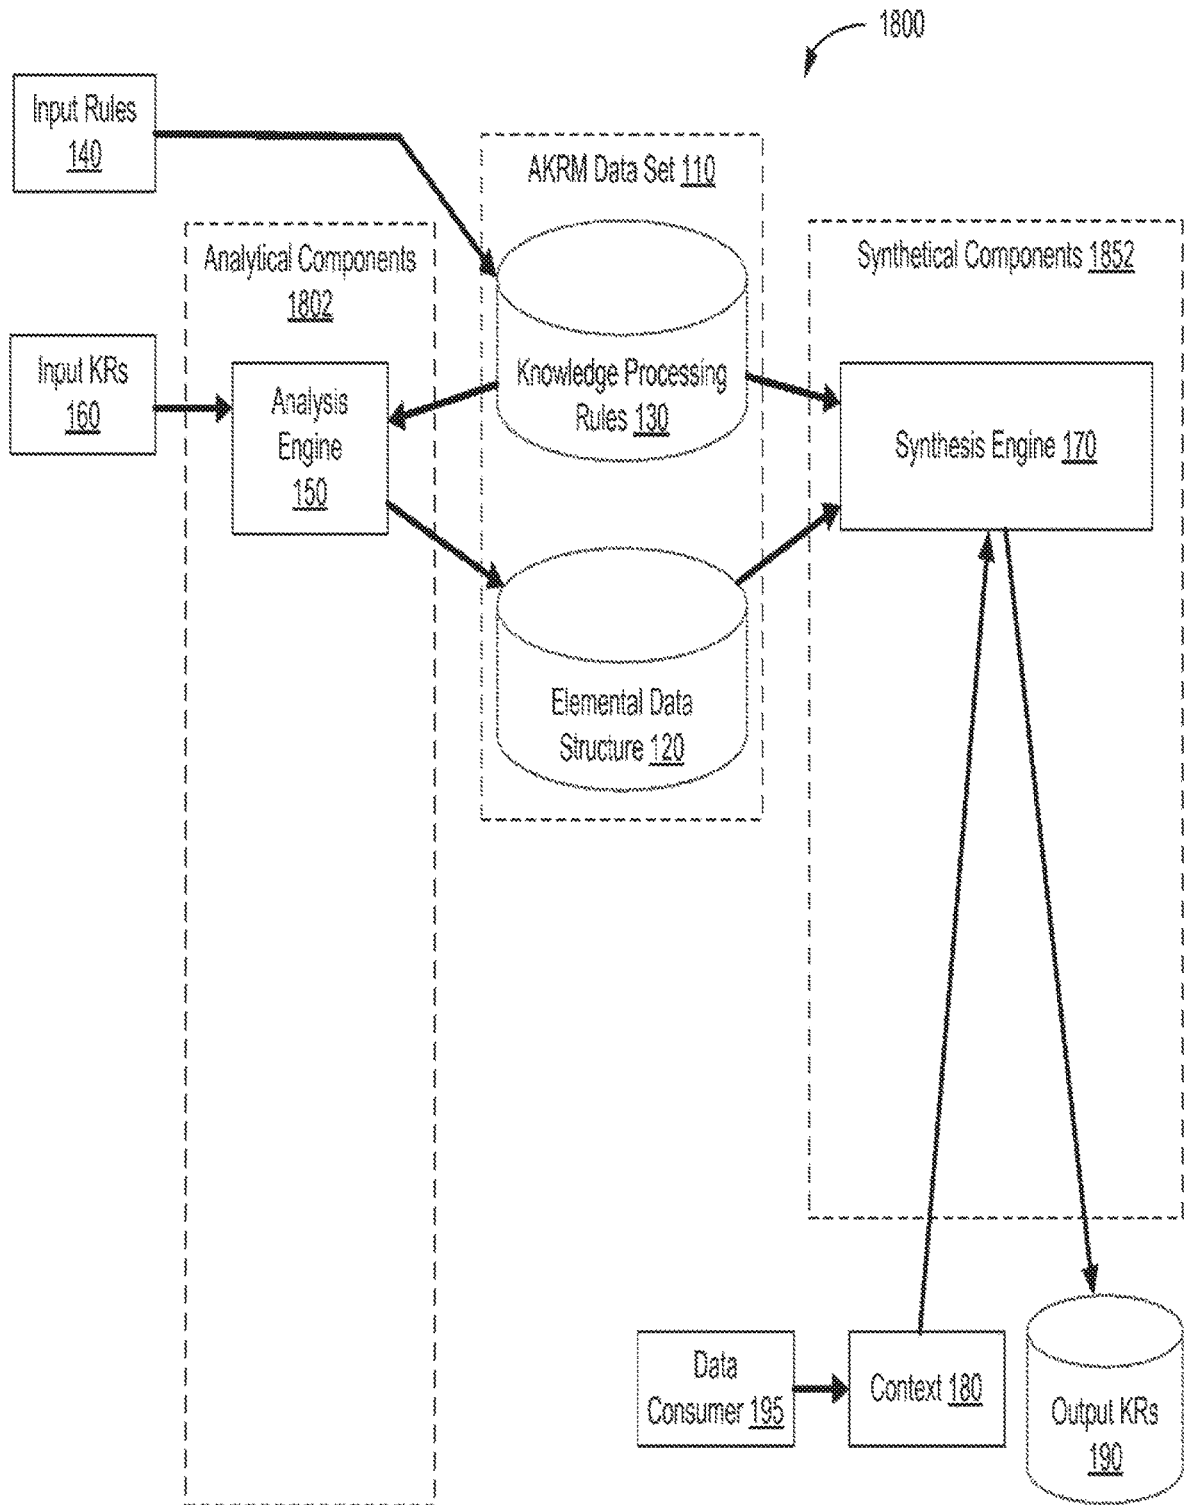 1800
Input Rules
140
AKRM Data Set 110
Analytical Components
1802
Synthetical Components 1852
Input KRs
160
Analysis
Engine
150
Knowledge Processing
Rules 130
Synthesis Engine 170
Elemental Data
Structure 120
Data
Consumer 195
Context 180
Output KRs
190